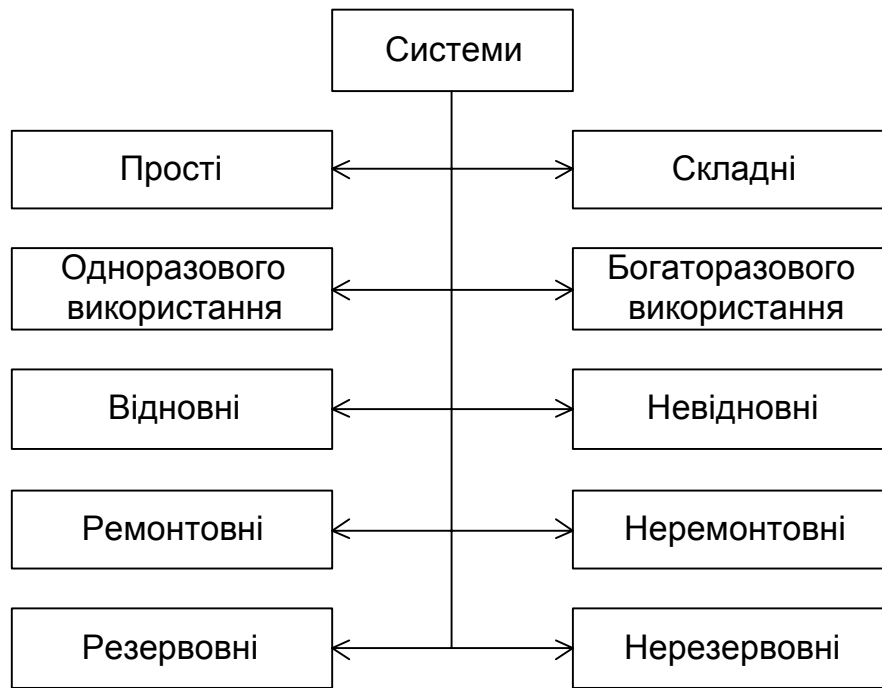 Системи
Прості
Складні
Одноразового
використання
Богаторазового
використання
Відновні
Невідновні
Ремонтовні
Неремонтовні
Резервовні
Нерезервовні